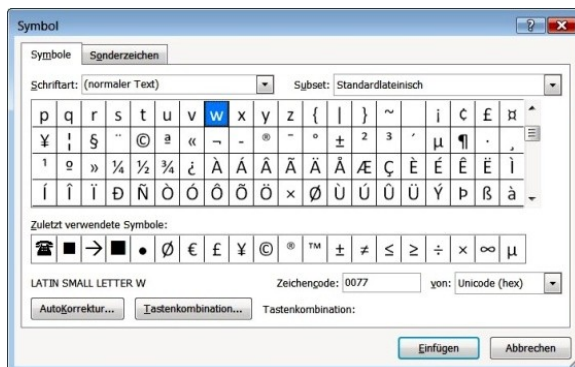 Symbol
Symbole Sonderzeichen
Schriftart: (normaler Text) Subset: Standardlateinisch
p q r s t u v w x y z { | } ~ ¡ ¢ £ ¤
¥ ¦ § ¨ © ª « ¬ - ® ¯ ° ± ² ³ ´ µ ¶ · ¸
¹ º » ¼ ½ ¾ ¿ À Á Â Ã Ä Å Æ Ç È É Ê Ë Ì
Í Î Ï Ð Ñ Ò Ó Ô Õ Ö × Ø Ù Ú Û Ü Ý Þ ß à
Zuletzt verwendete Symbole:
☎ ■ → ■ • Ø € £ ¥ © ® ™ ± ≠ ≤ ≥ ÷ × ∞ µ
LATIN SMALL LETTER W Zeichencode: 0077 von: Unicode (hex)
AutoKorrektur... Tastenkombination... Tastenkombination:
Einfügen Abbrechen